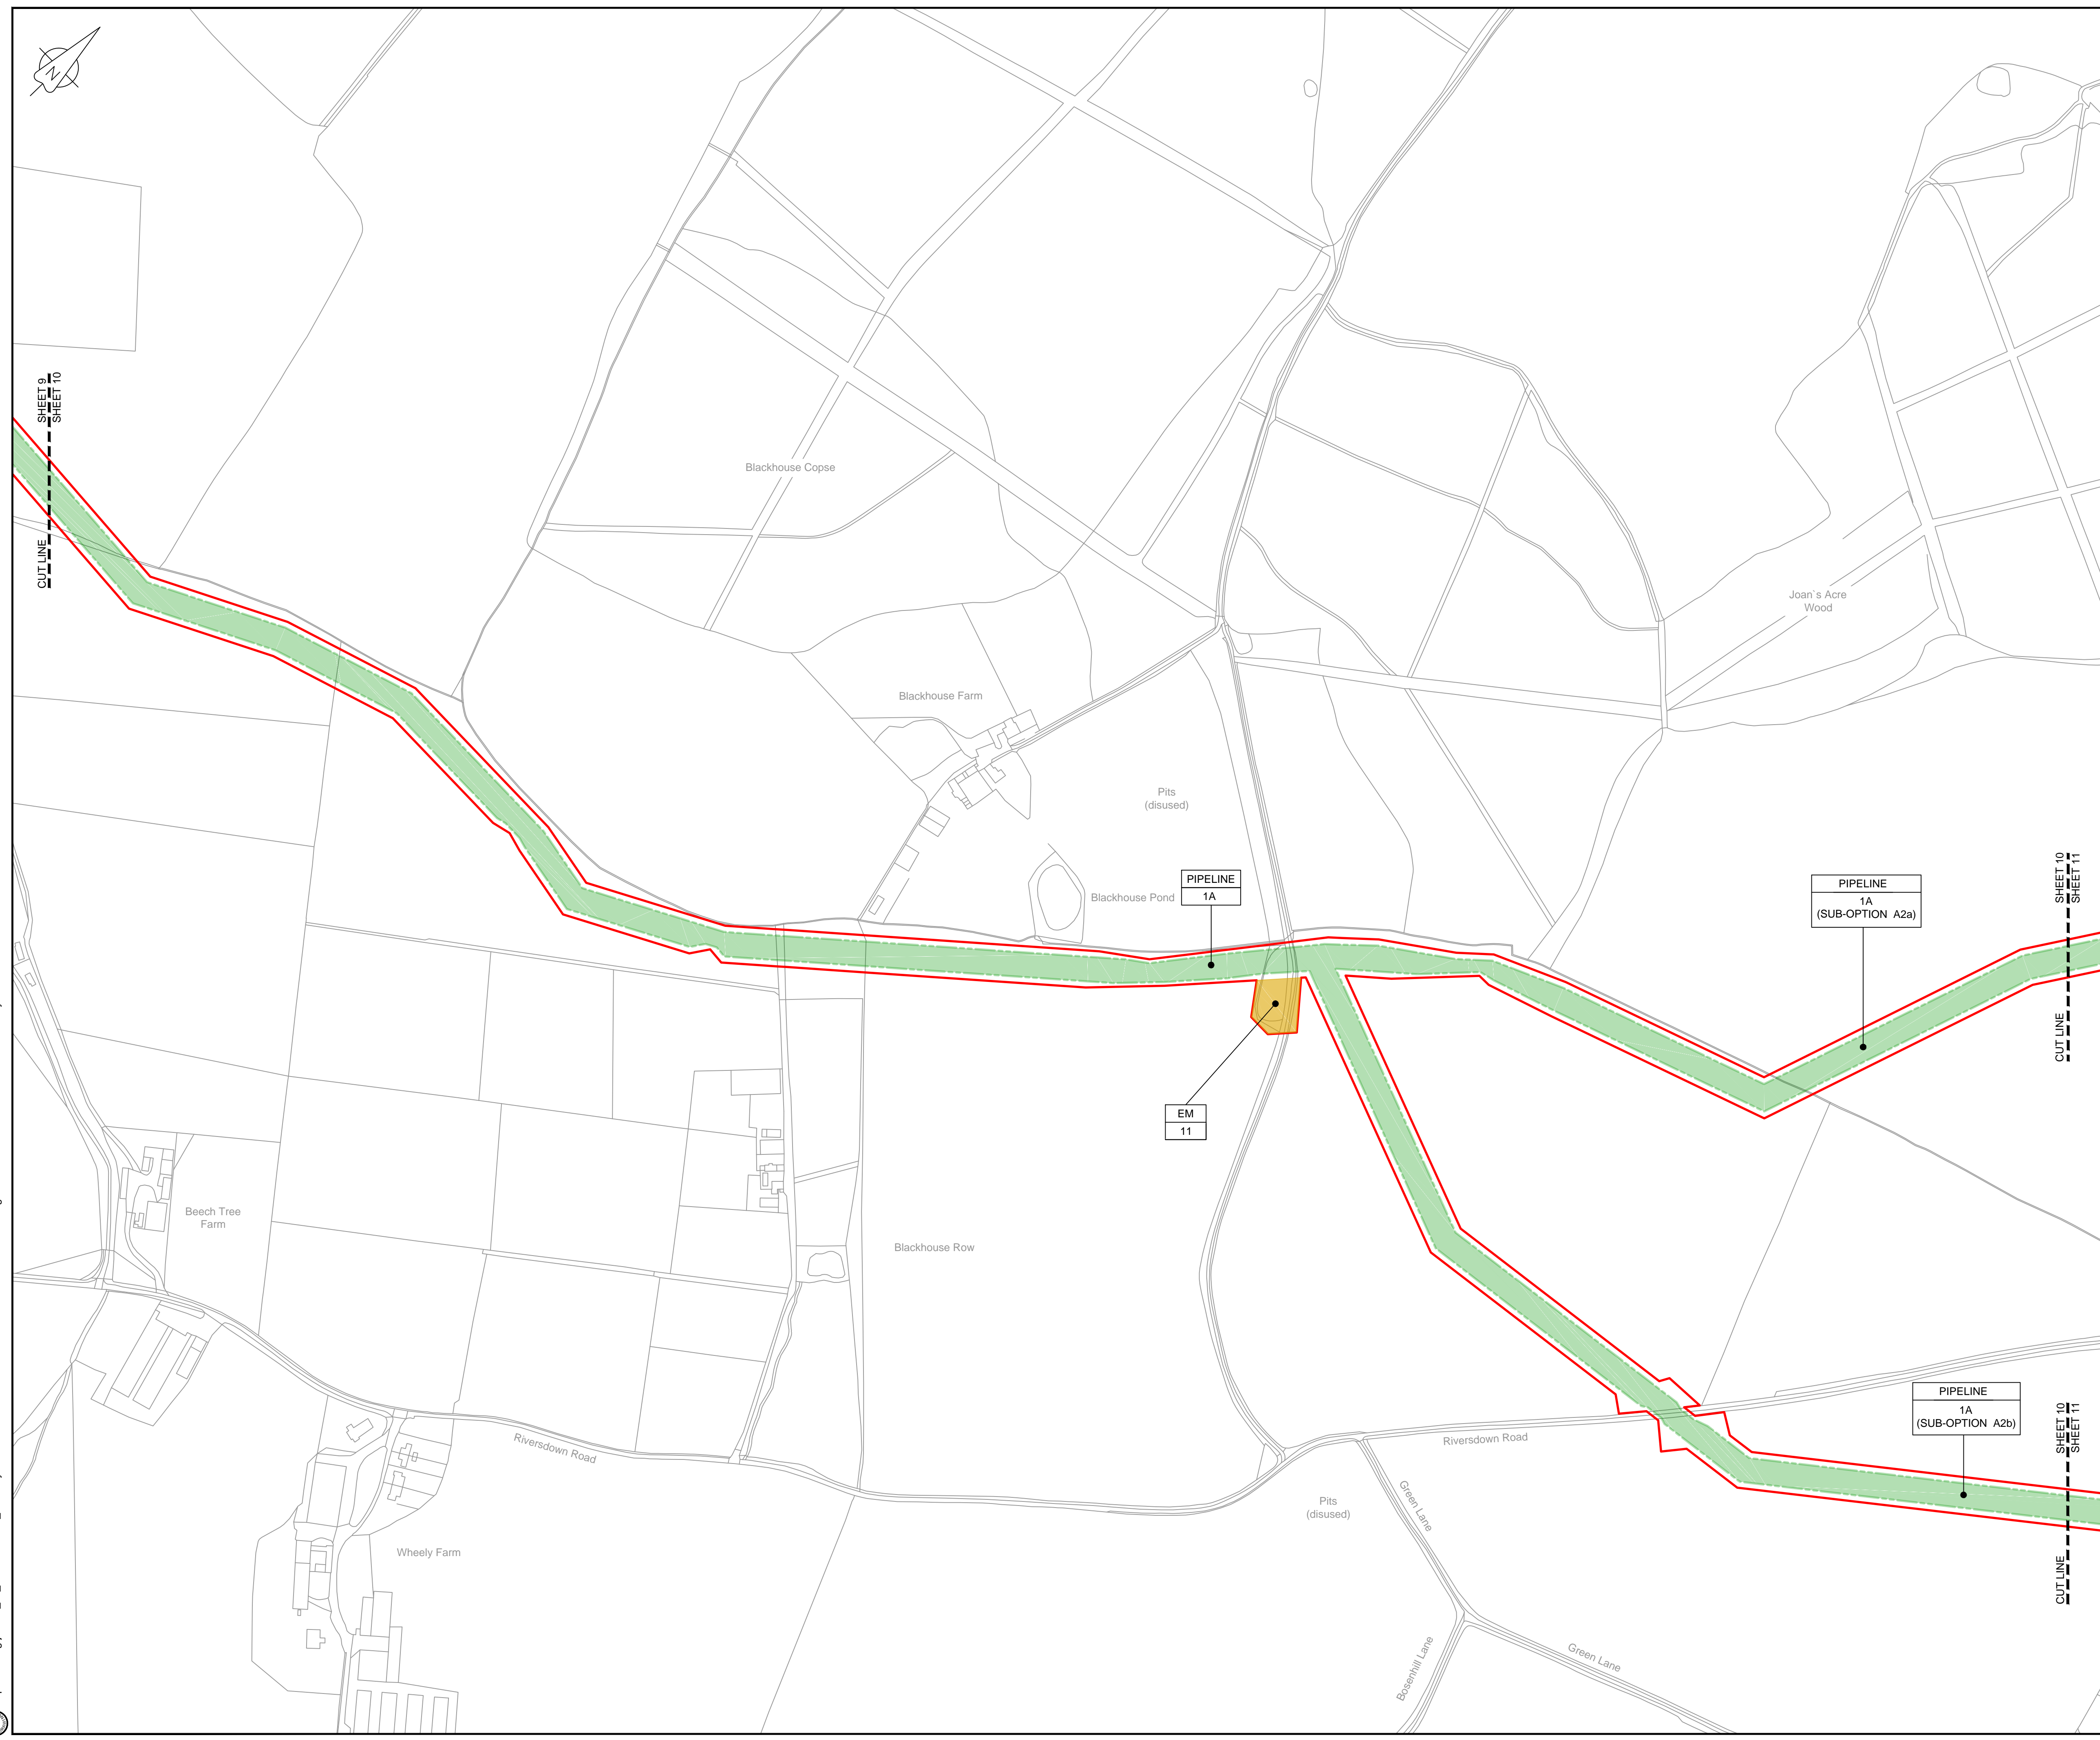 N
SHEET 9
SHEET 10
CUT LINE
Blackhouse Copse
Joan`s Acre
Wood
Blackhouse Farm
Pits
(disused)
Blackhouse Pond
PIPELINE
1A
PIPELINE
1A
(SUB-OPTION A2a)
SHEET 10
SHEET 11
CUT LINE
EM
11
Beech Tree
Farm
Blackhouse Row
PIPELINE
1A
(SUB-OPTION A2b)
SHEET 10
SHEET 11
CUT LINE
Riversdown Road
Riversdown Road
Pits
(disused)
Green Lane
Wheely Farm
Green Lane
Bosenhill Lane